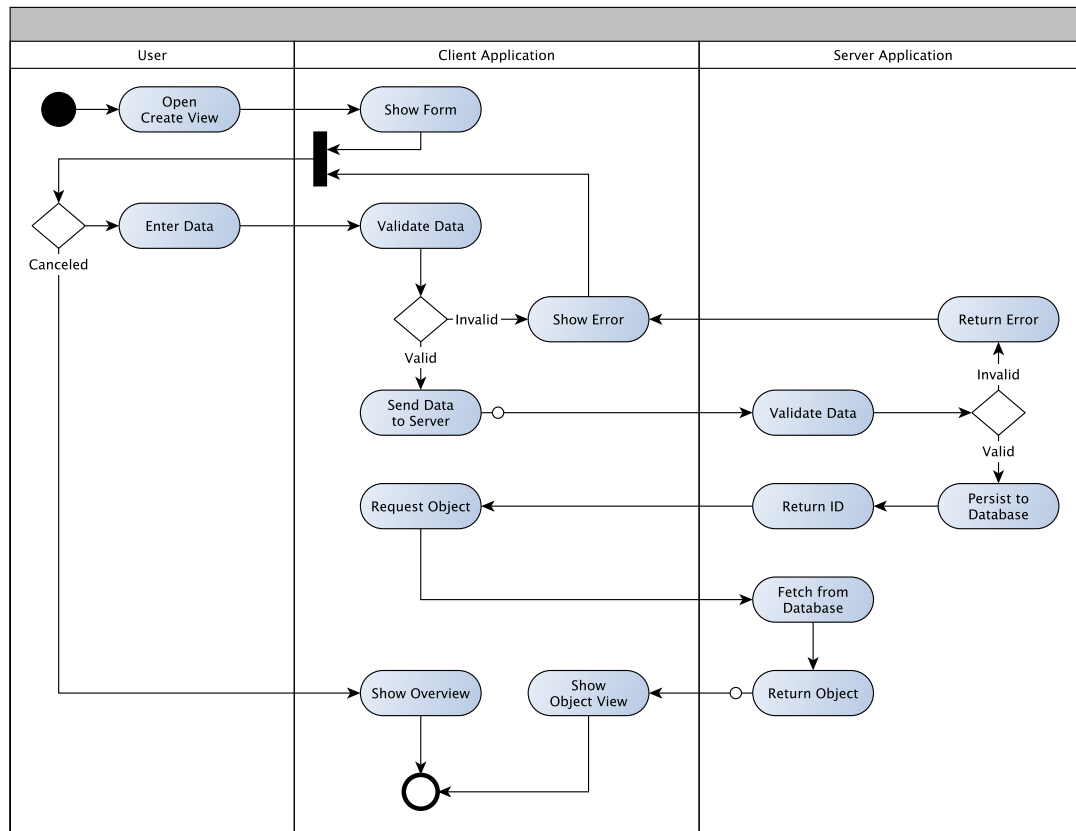 User
Client Application
Server Application
Open
Create View
Show Form
Enter Data
Validate Data
Canceled
Invalid
Show Error
Return Error
Valid
Invalid
Send Data
to Server
Validate Data
Valid
Request Object
Return ID
Persist to
Database
Fetch from
Database
Show Overview
Show
Object View
Return Object